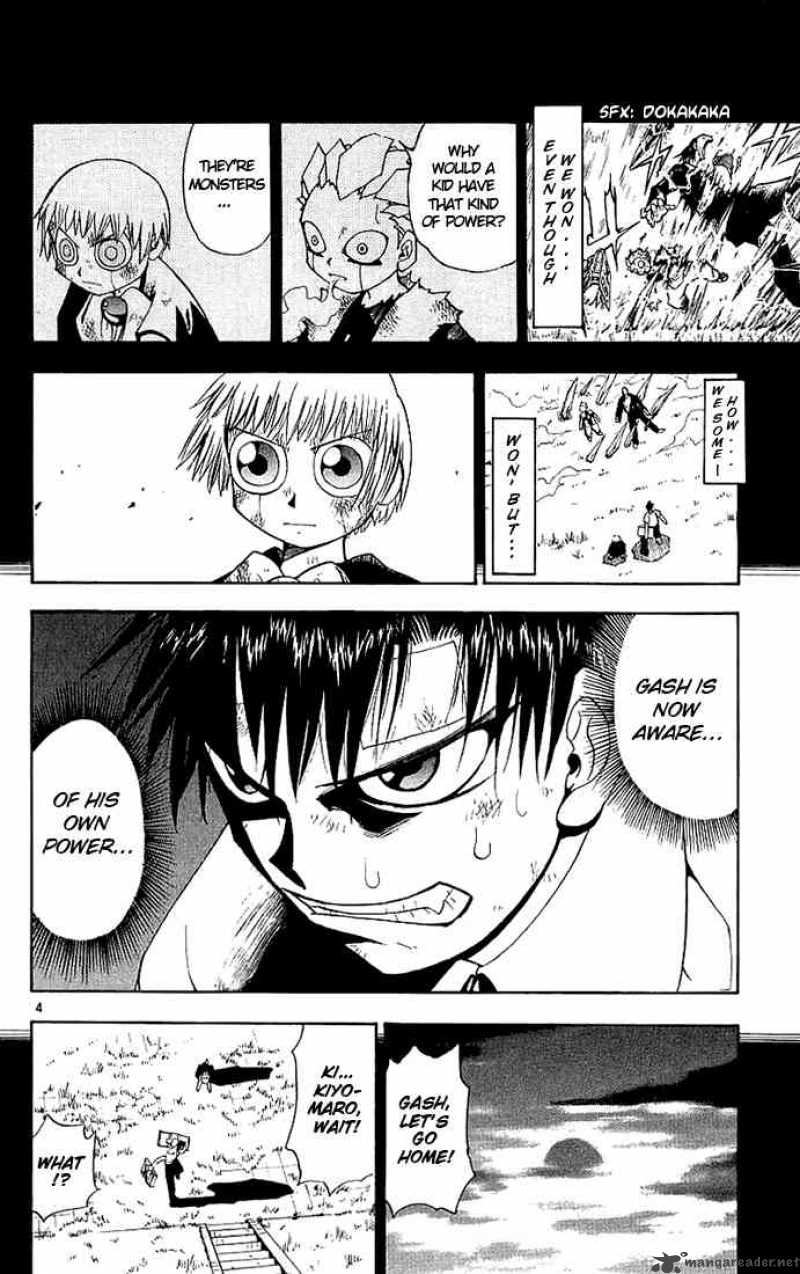 SFX: DOKAKAKA
EVEN THOUGH
WE WON...
WHY
WOULD A
KID HAVE
THAT KIND
OF POWER?
THEY'RE
MONSTERS
...
HOW...
WE SOME-
WON, BUT...
GASH IS
NOW
AWARE...
OF HIS
OWN
POWER...
4
GASH,
LET'S
GO
HOME!
KI...
KIYO-
MARO,
WAIT!
WHAT
!?
mangareader.net